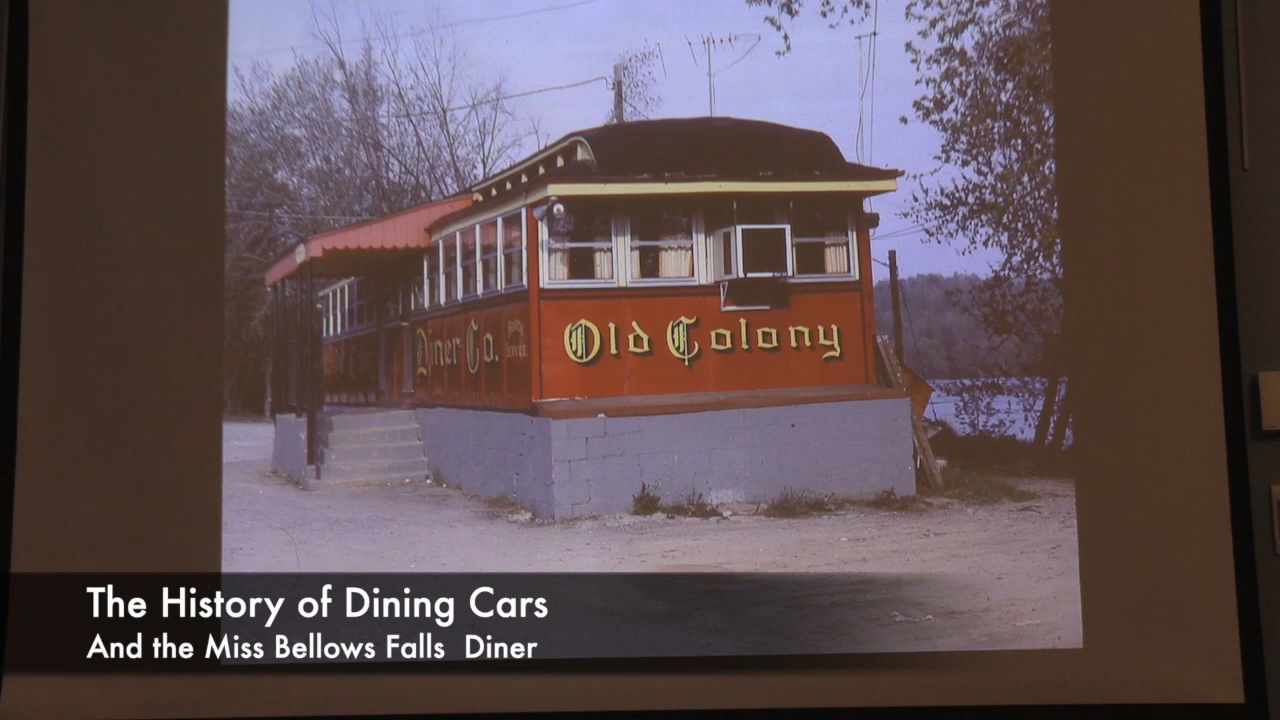 Old Colony
Diner Co.
The History of Dining Cars
And the Miss Bellows Falls Diner